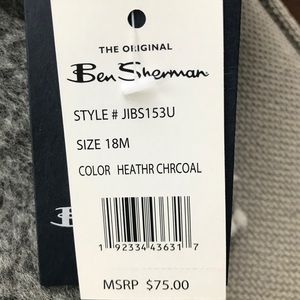 THE ORIGINAL
Ben Sherman
STYLE # JIBS153U
SIZE 18M
COLOR HEATHR CHRCOAL
1 92334 43631 7
MSRP $75.00